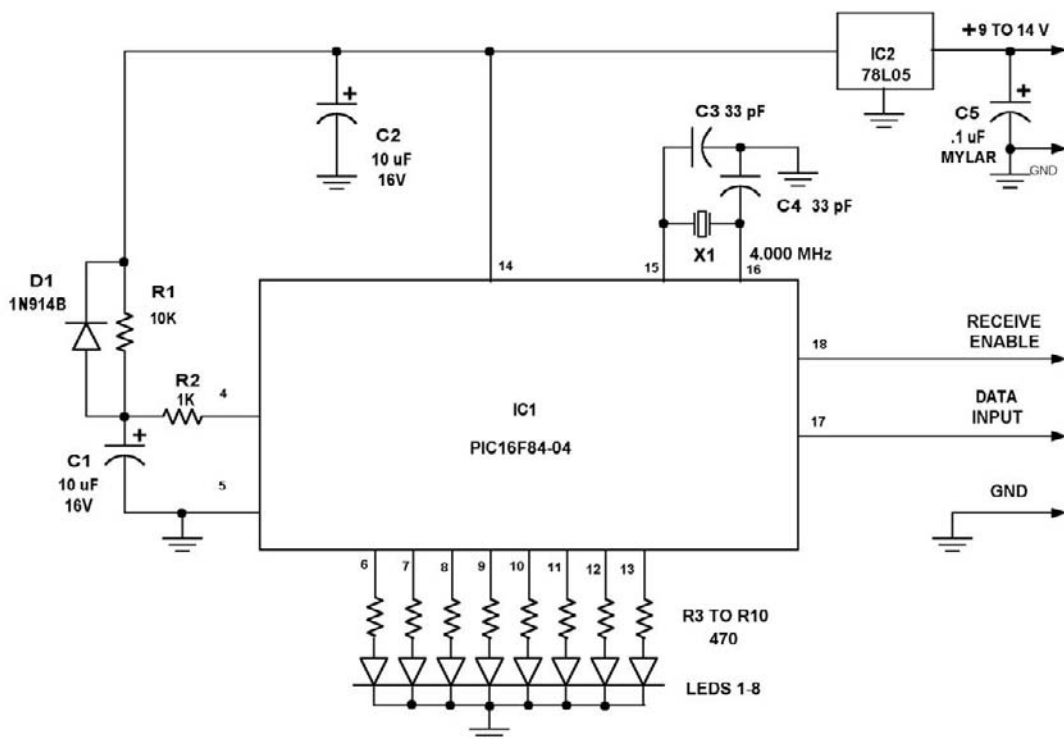 +9 TO 14 V
IC2
78L05
+
C2
10 uF
16V
C3 33 pF
+
C5
.1 uF
MYLAR
GND
C4 33 pF
X1
4.000 MHz
14
15
16
D1
1N914B
R1
10K
R2
1K
4
+
C1
10 uF
16V
5
IC1
PIC16F84-04
18
RECEIVE
ENABLE
17
DATA
INPUT
GND
6
7
8
9
10
11
12
13
R3 TO R10
470
LEDS 1-8